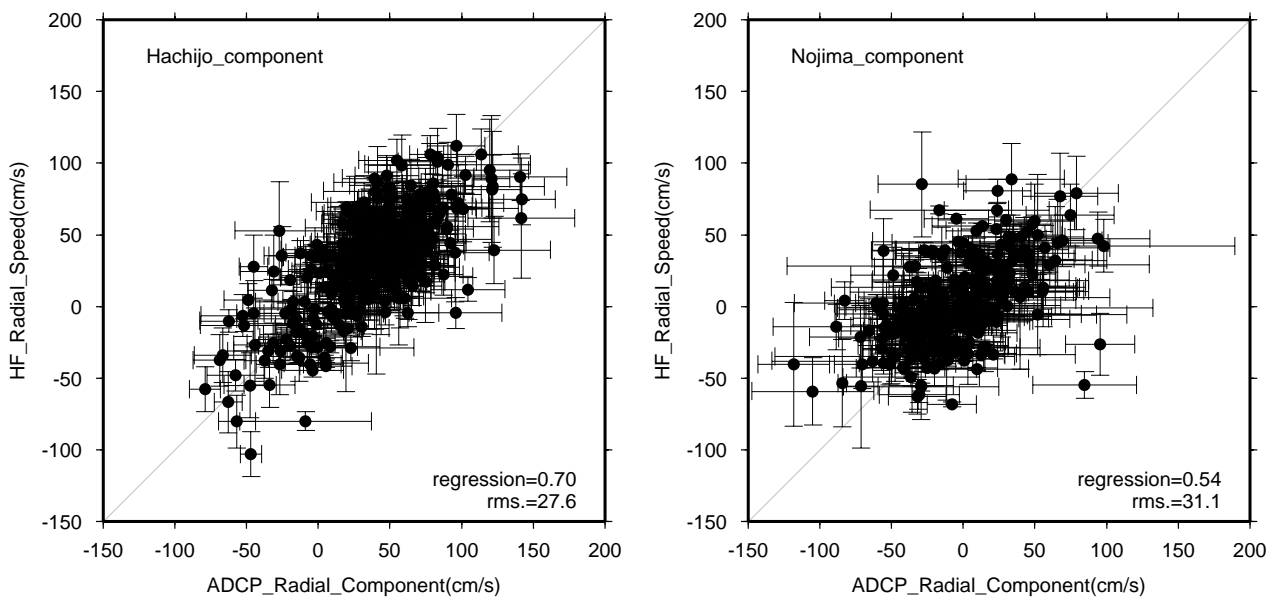 200
150
100
50
0
-50
-100
-150
HF_Radial_Speed(cm/s)
Hachijo_component
regression=0.70
rms.=27.6
-150 -100 -50 0 50 100 150 200
ADCP_Radial_Component(cm/s)
200
150
100
50
0
-50
-100
-150
HF_Radial_Speed(cm/s)
Nojima_component
regression=0.54
rms.=31.1
-150 -100 -50 0 50 100 150 200
ADCP_Radial_Component(cm/s)